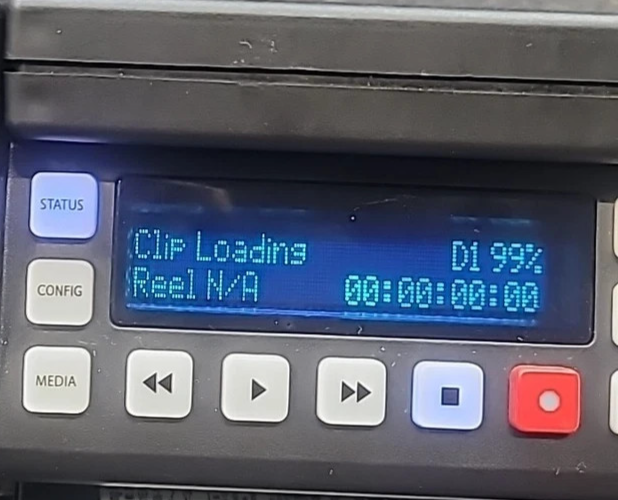 STATUS
Clip Loading D1 99%
CONFIG
Reel N/A 00:00:00:00
MEDIA